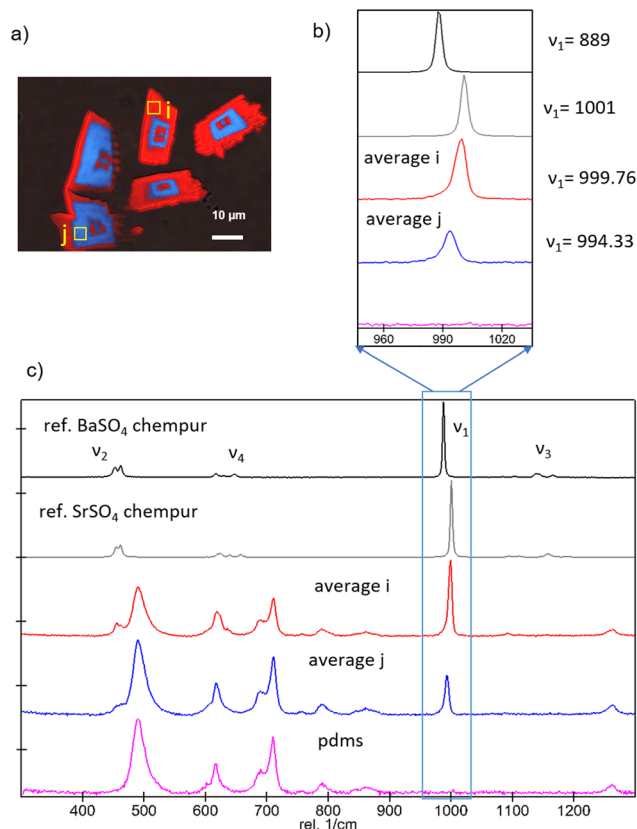 a)
i
j
10 µm
b)
ν1= 889
ν1= 1001
average i
ν1= 999.76
average j
ν1= 994.33
960
990
1020
c)
ref. BaSO4 chempur
ν2
ν4
ν1
ν3
ref. SrSO4 chempur
average i
average j
pdms
400
500
600
700
800
900
1000
1100
1200
rel. 1/cm